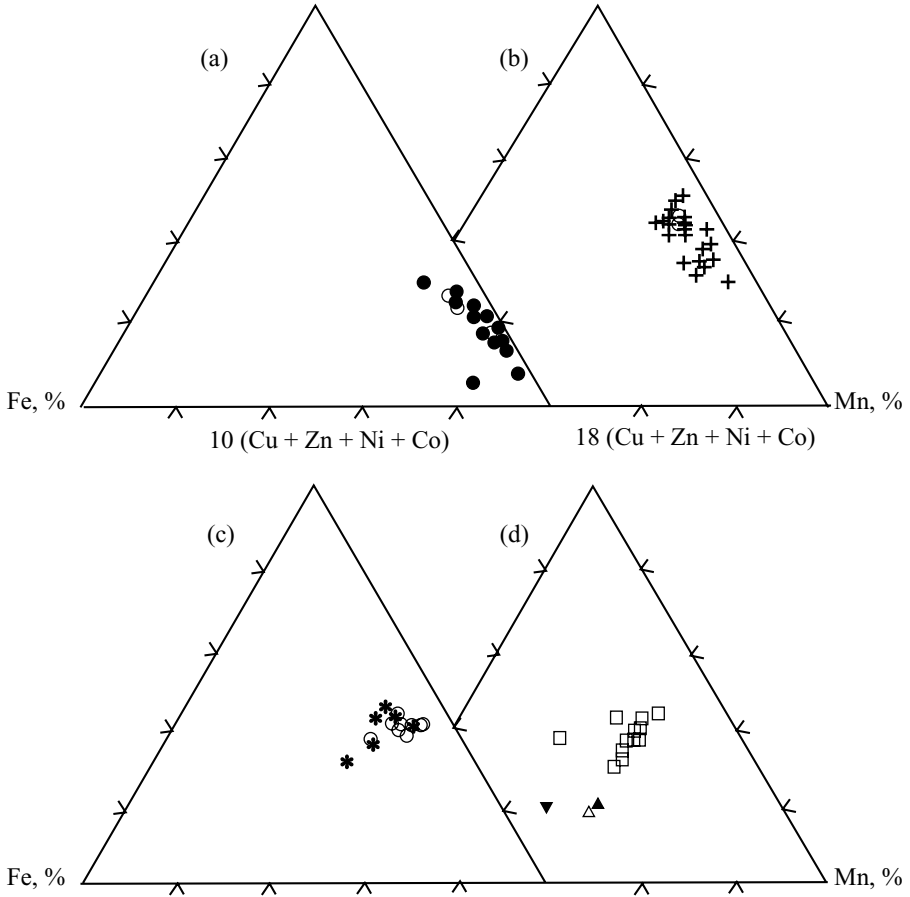 (a)
(b)
Fe, %
Mn, %
10 (Cu + Zn + Ni + Co)
18 (Cu + Zn + Ni + Co)
(c)
(d)
Fe, %
Mn, %